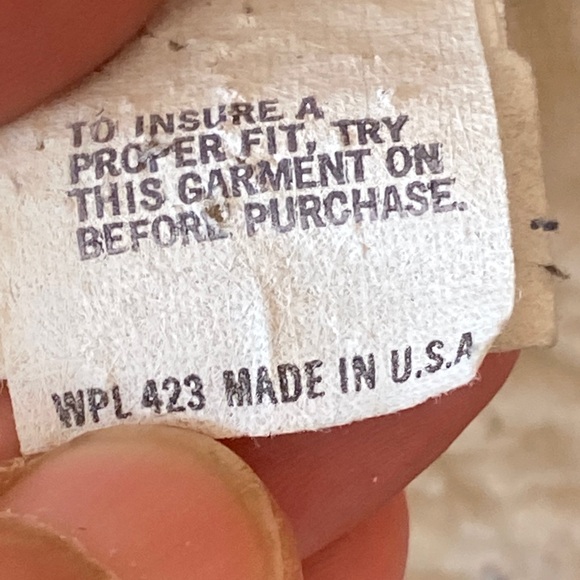 TO INSURE A
PROPER FIT, TRY
THIS GARMENT ON
BEFORE PURCHASE.
WPL 423 MADE IN U.S.A